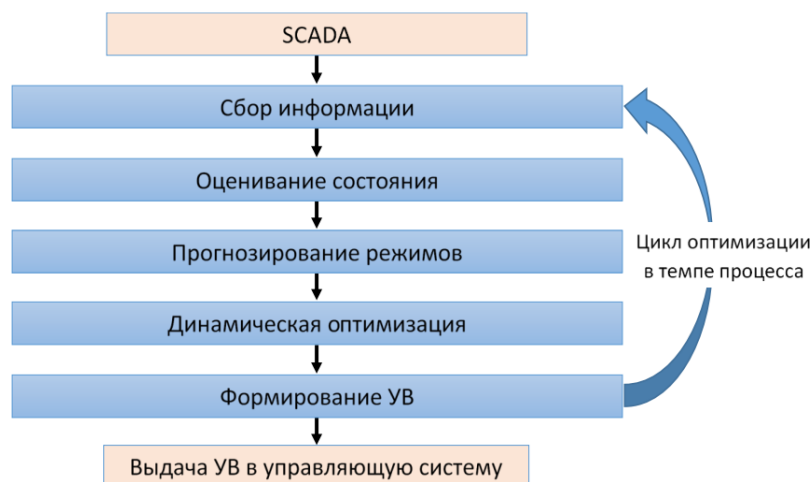 SCADA
Сбор информации
Оценивание состояния
Прогнозирование режимов
Динамическая оптимизация
Формирование УВ
Выдача УВ в управляющую систему
Цикл оптимизации
в темпе процесса